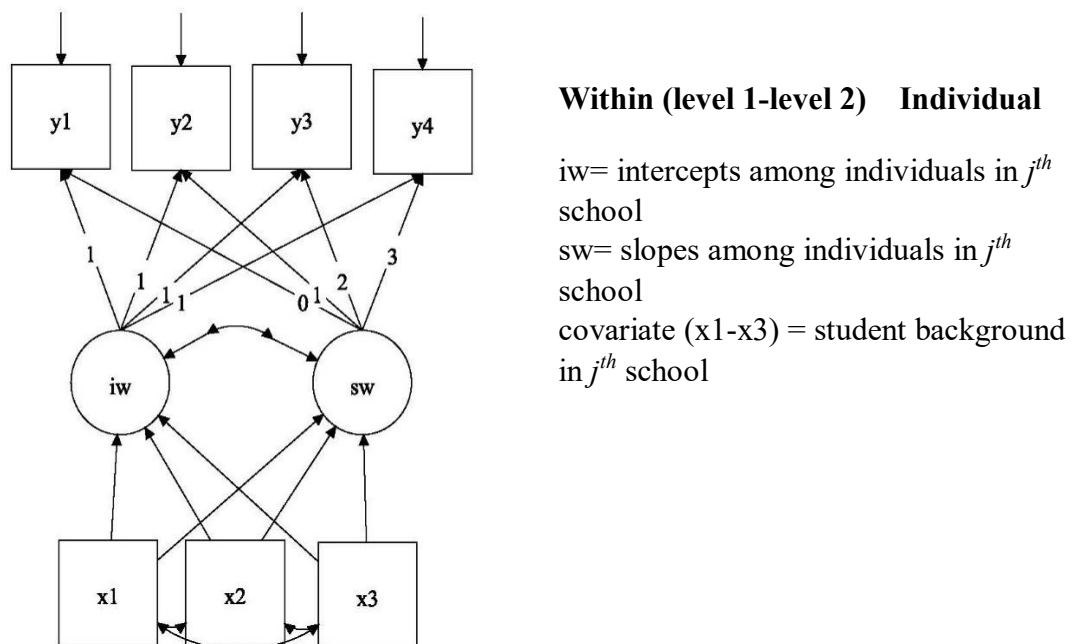 y1 y2 y3 y4
1 1 1 1 0 1 2 3
iw sw
x1 x2 x3
Within (level 1-level 2) Individual
iw= intercepts among individuals in jth
school
sw= slopes among individuals in jth
school
covariate (x1-x3) = student background
in jth school